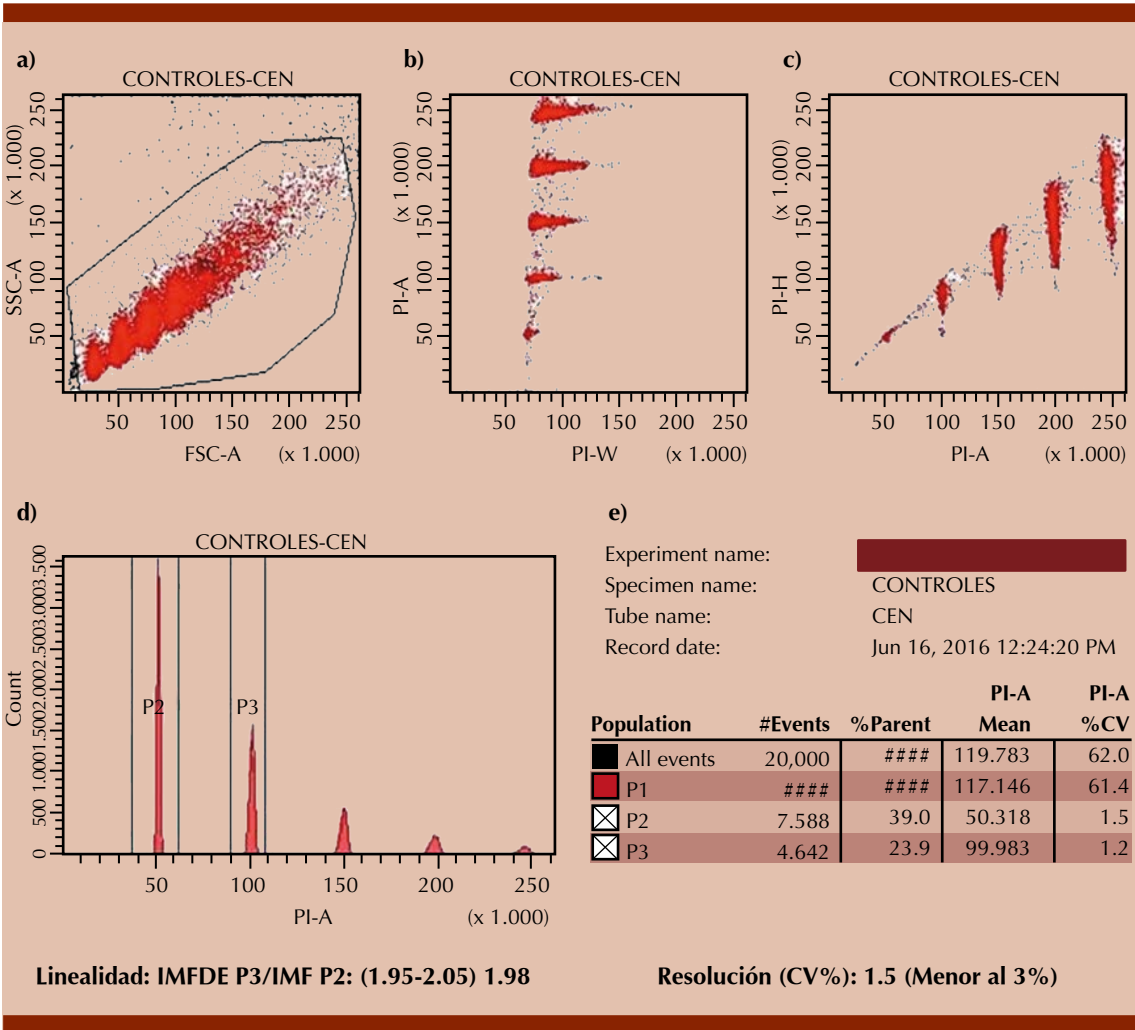 a)
CONTROLES-CEN
SSC-A (x 1.000)
50 100 150 200 250
50 100 150 200 250
FSC-A (x 1.000)
b)
CONTROLES-CEN
PI-A (x 1.000)
50 100 150 200 250
50 100 150 200 250
PI-W (x 1.000)
c)
CONTROLES-CEN
PI-H (x 1.000)
50 100 150 200 250
50 100 150 200 250
PI-A (x 1.000)
d)
CONTROLES-CEN
Count
0 500 1.000 1.500 2.000 2.500 3.000 3.500
P2 P3
50 100 150 200 250
PI-A (x 1.000)
e)
Experiment name:
Specimen name: CONTROLES
Tube name: CEN
Record date: Jun 16, 2016 12:24:20 PM
PI-A PI-A
Population #Events %Parent Mean %CV
All events 20,000 #### 119.783 62.0
P1 #### #### 117.146 61.4
P2 7.588 39.0 50.318 1.5
P3 4.642 23.9 99.983 1.2
Linealidad: IMFDE P3/IMF P2: (1.95-2.05) 1.98
Resolución (CV%): 1.5 (Menor al 3%)